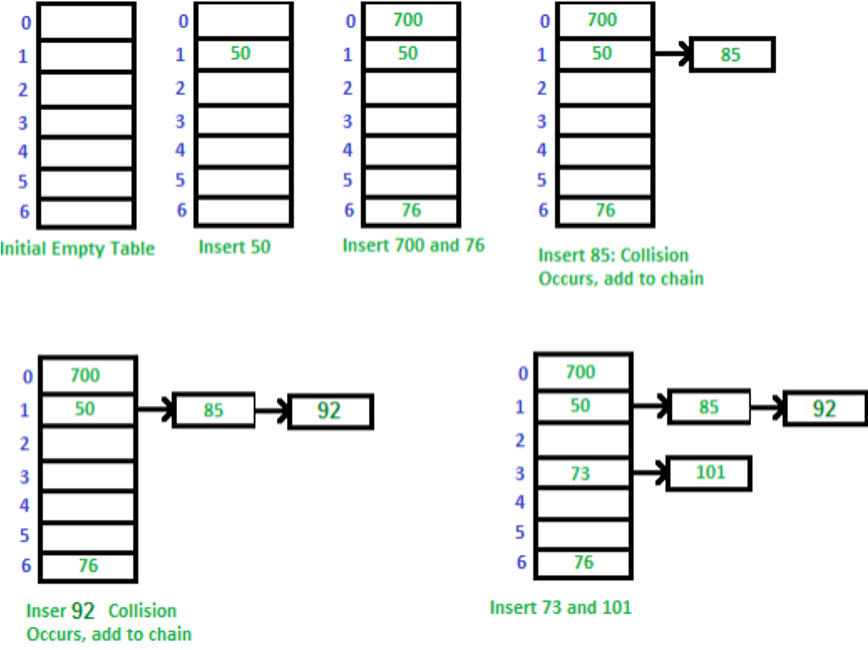 0 0 0 700 0 700
1 1 50 1 50 1 50 85
2 2 2 2
3 3 3 3
4 4 4 4
5 5 5 5
6 6 6 76 6 76
Initial Empty Table Insert 50 Insert 700 and 76 Insert 85: Collision
Occurs, add to chain
0 700 0 700
1 50 85 92 1 50 85 92
2 2
3 3 73 101
4 4
5 5
6 76 6 76
Inser 92 Collision Insert 73 and 101
Occurs, add to chain